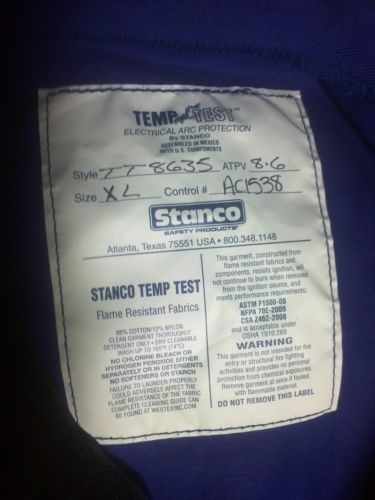 TEMP TEST™
ELECTRICAL ARC PROTECTION
By STANCO
ASSEMBLED IN MEXICO
WITH U.S. COMPONENTS
Style TT8635 ATPV 8.6
Size XL Control # AC1538
Stanco
SAFETY PRODUCTS
Atlanta, Texas 75551 USA • 800.348.1148
STANCO TEMP TEST
Flame Resistant Fabrics
88% COTTON/12% NYLON
CLEAN GARMENT THOROUGHLY
DETERGENT ONLY • DRY CLEANABLE
WASH UP TO 165°F (74°C)
NO CHLORINE BLEACH OR
HYDROGEN PEROXIDE EITHER
SEPARATELY OR IN DETERGENTS
NO SOFTENERS OR STARCH
FAILURE TO LAUNDER PROPERLY
COULD ADVERSELY AFFECT THE
FLAME RESISTANCE OF THE FABRIC
COMPLETE CLEANING GUIDE CAN
BE FOUND AT WESTEXINC.COM
This garment, constructed from
flame resistant fabrics and
components, resists ignition, will
not continue to burn when removed
from the ignition source, and
meets performance requirements:
ASTM F1506-08
NFPA 70E-2009
CSA Z462-2008
and is acceptable under
OSHA 1910.269
WARNING
This garment is not intended for fire
entry or structural fire fighting
activities and provides no personal
protection from chemical exposures.
Remove garment at once if fouled
with flammable material.
DO NOT REMOVE THIS LABEL